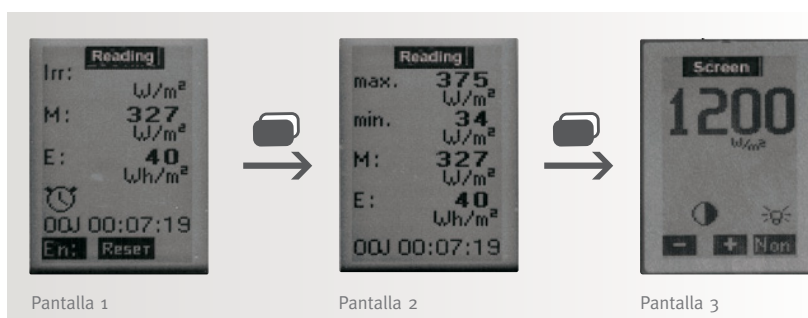 Reading
Irr:
W/m²
M: 327
W/m²
E: 40
Wh/m²
00J 00:07:19
En: Reset
Pantalla 1
Reading
max. 375
W/m²
min. 34
W/m²
M: 327
W/m²
E: 40
Wh/m²
00J 00:07:19
Pantalla 2
Screen
1200
W/m²
- + Non
Pantalla 3